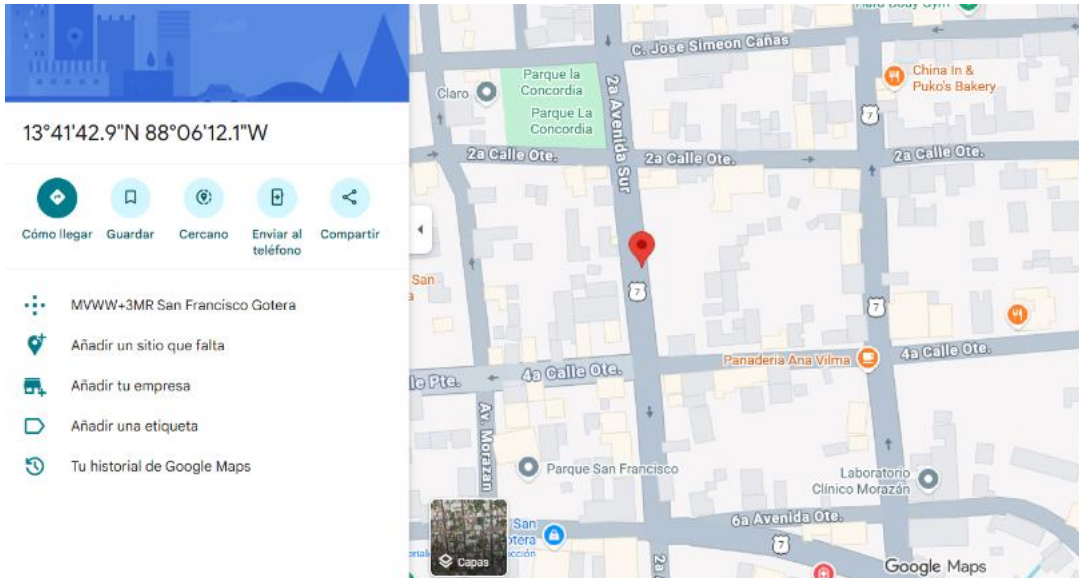 13°41'42.9"N 88°06'12.1"W
Cómo llegar
Guardar
Cercano
Enviar al
teléfono
Compartir
MVWW+3MR San Francisco Gotera
Añadir un sitio que falta
Añadir tu empresa
Añadir una etiqueta
Tu historial de Google Maps
C. Jose Simeon Cañas
Claro
Parque la
Concordia
Parque La
Concordia
2a Avenida Sur
China In &
Puko's Bakery
7
2a Calle Ote.
2a Calle Ote.
2a Calle Ote.
San
7
7
Panaderia Ana Vilma
4a Calle Ote.
4a Calle Ote.
le Pte.
Av. Morazán
Parque San Francisco
Laboratorio
Clínico Morazán
6a Avenida Ote.
7
San
otera
cción
2a
Capas
Google Maps